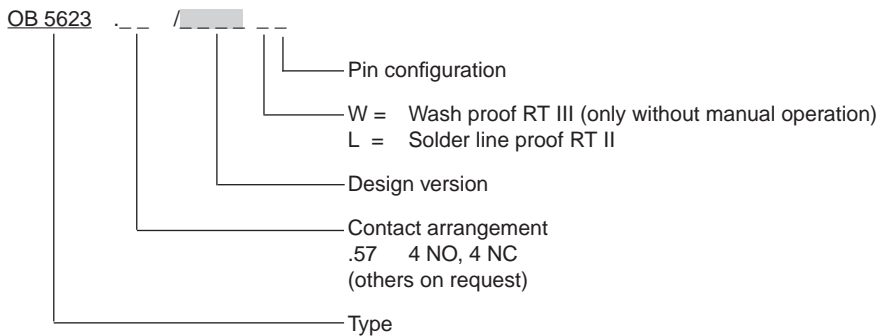 OB 5623 ._ _ /_ _ _ _ _ _
Pin configuration
W = Wash proof RT III (only without manual operation)
L = Solder line proof RT II
Design version
Contact arrangement
.57 4 NO, 4 NC
(others on request)
Type